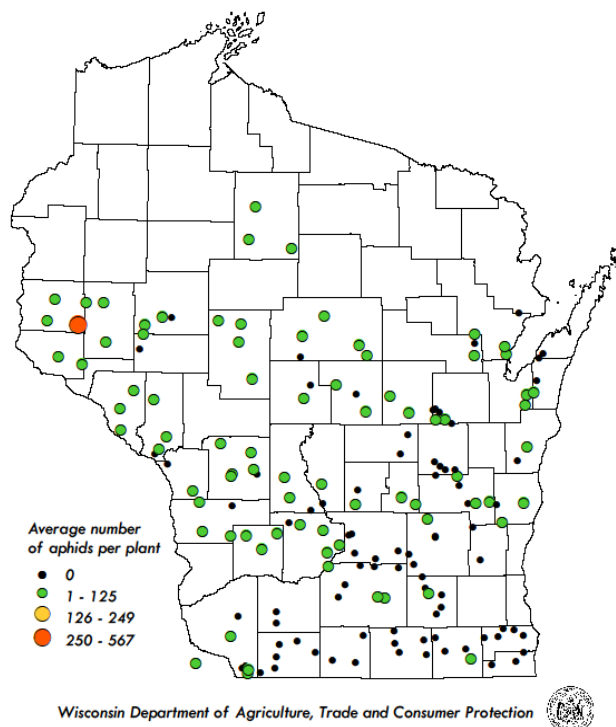 Average number
of aphids per plant
0
1 - 125
126 - 249
250 - 567
Wisconsin Department of Agriculture, Trade and Consumer Protection